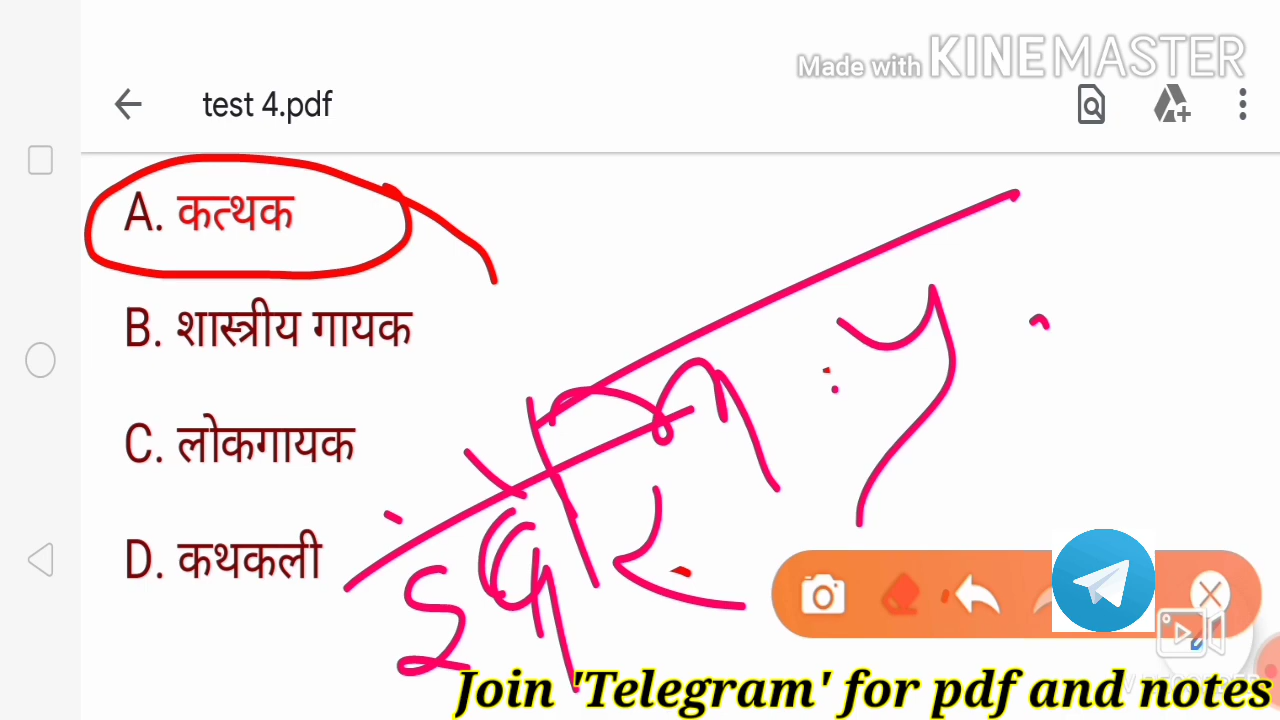 Made with KINEMASTER
test 4.pdf
A. कत्थक
B. शास्त्रीय गायक
C. लोकगायक
D. कथकली
Join 'Telegram' for pdf and notes